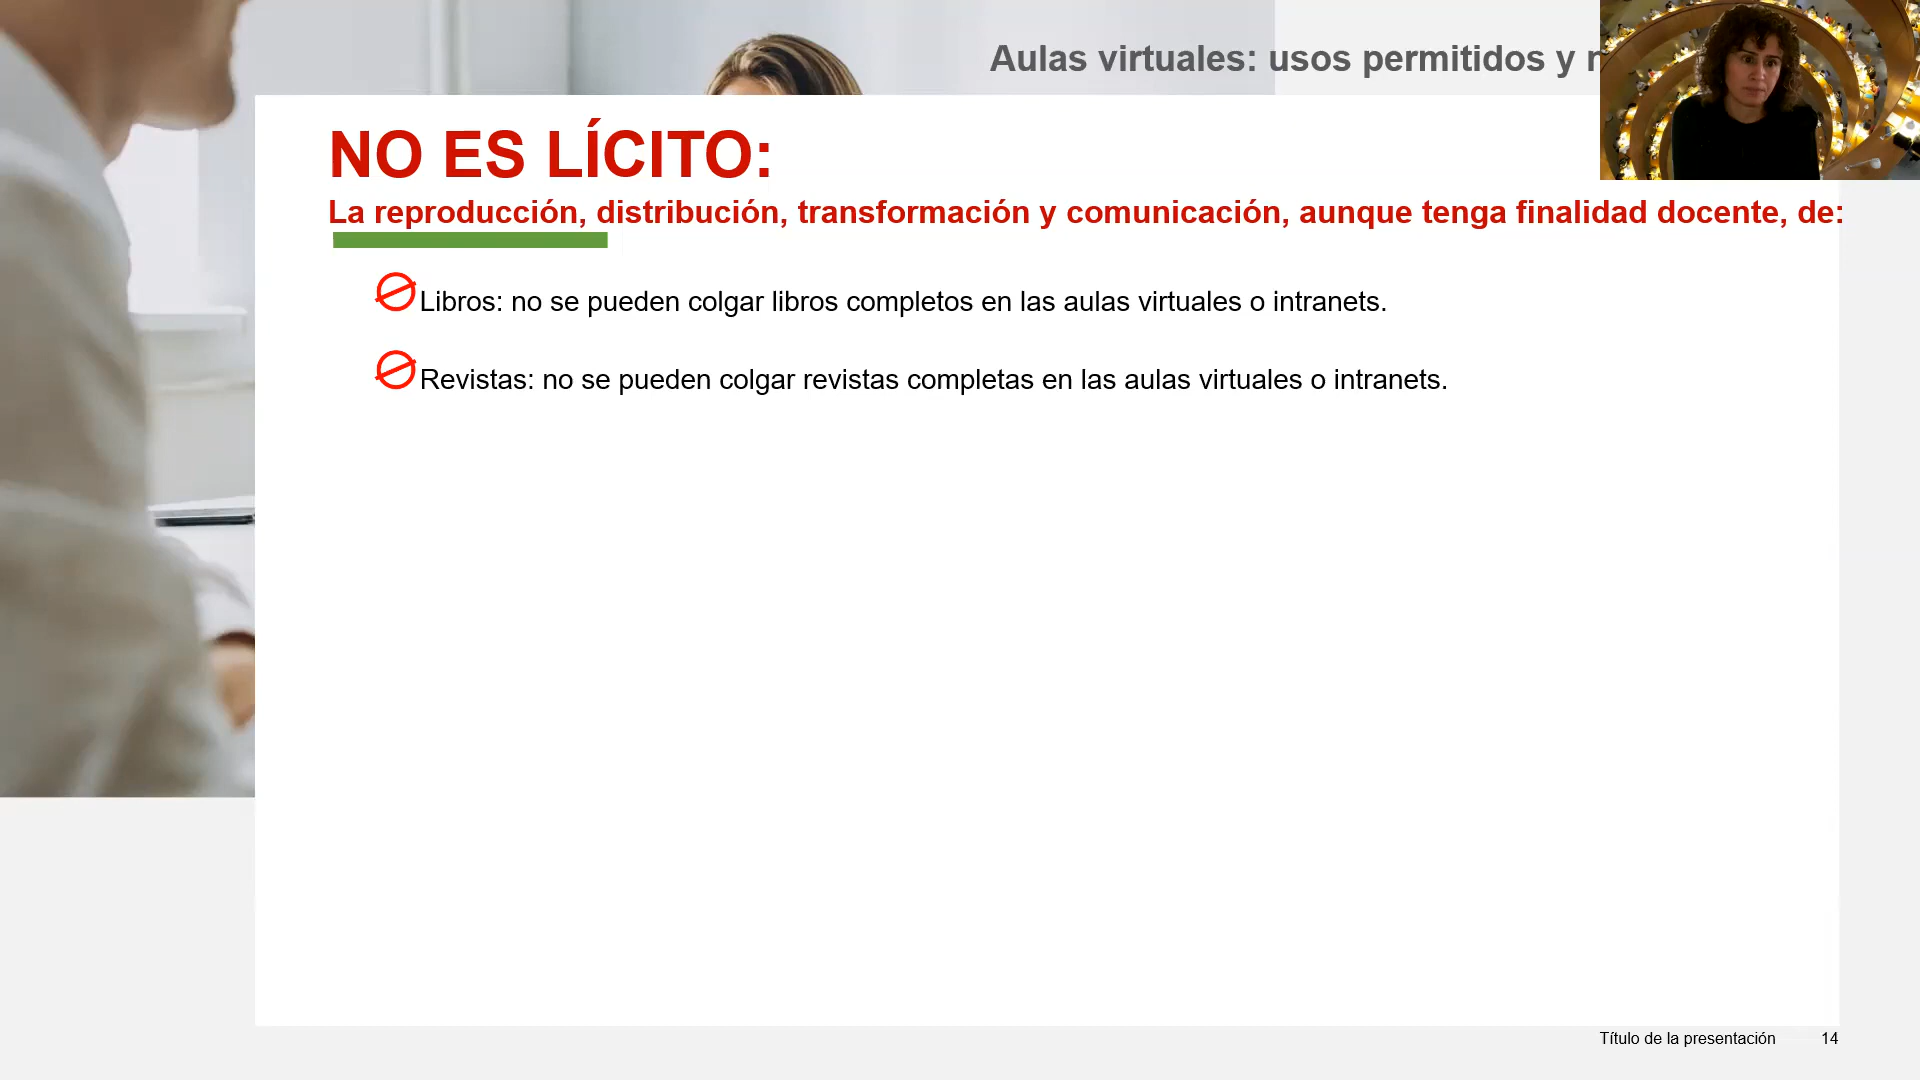 Aulas virtuales: usos permitidos y
NO ES LÍCITO:
La reproducción, distribución, transformación y comunicación, aunque tenga finalidad docente, de:
Libros: no se pueden colgar libros completos en las aulas virtuales o intranets.
Revistas: no se pueden colgar revistas completas en las aulas virtuales o intranets.
Título de la presentación 14